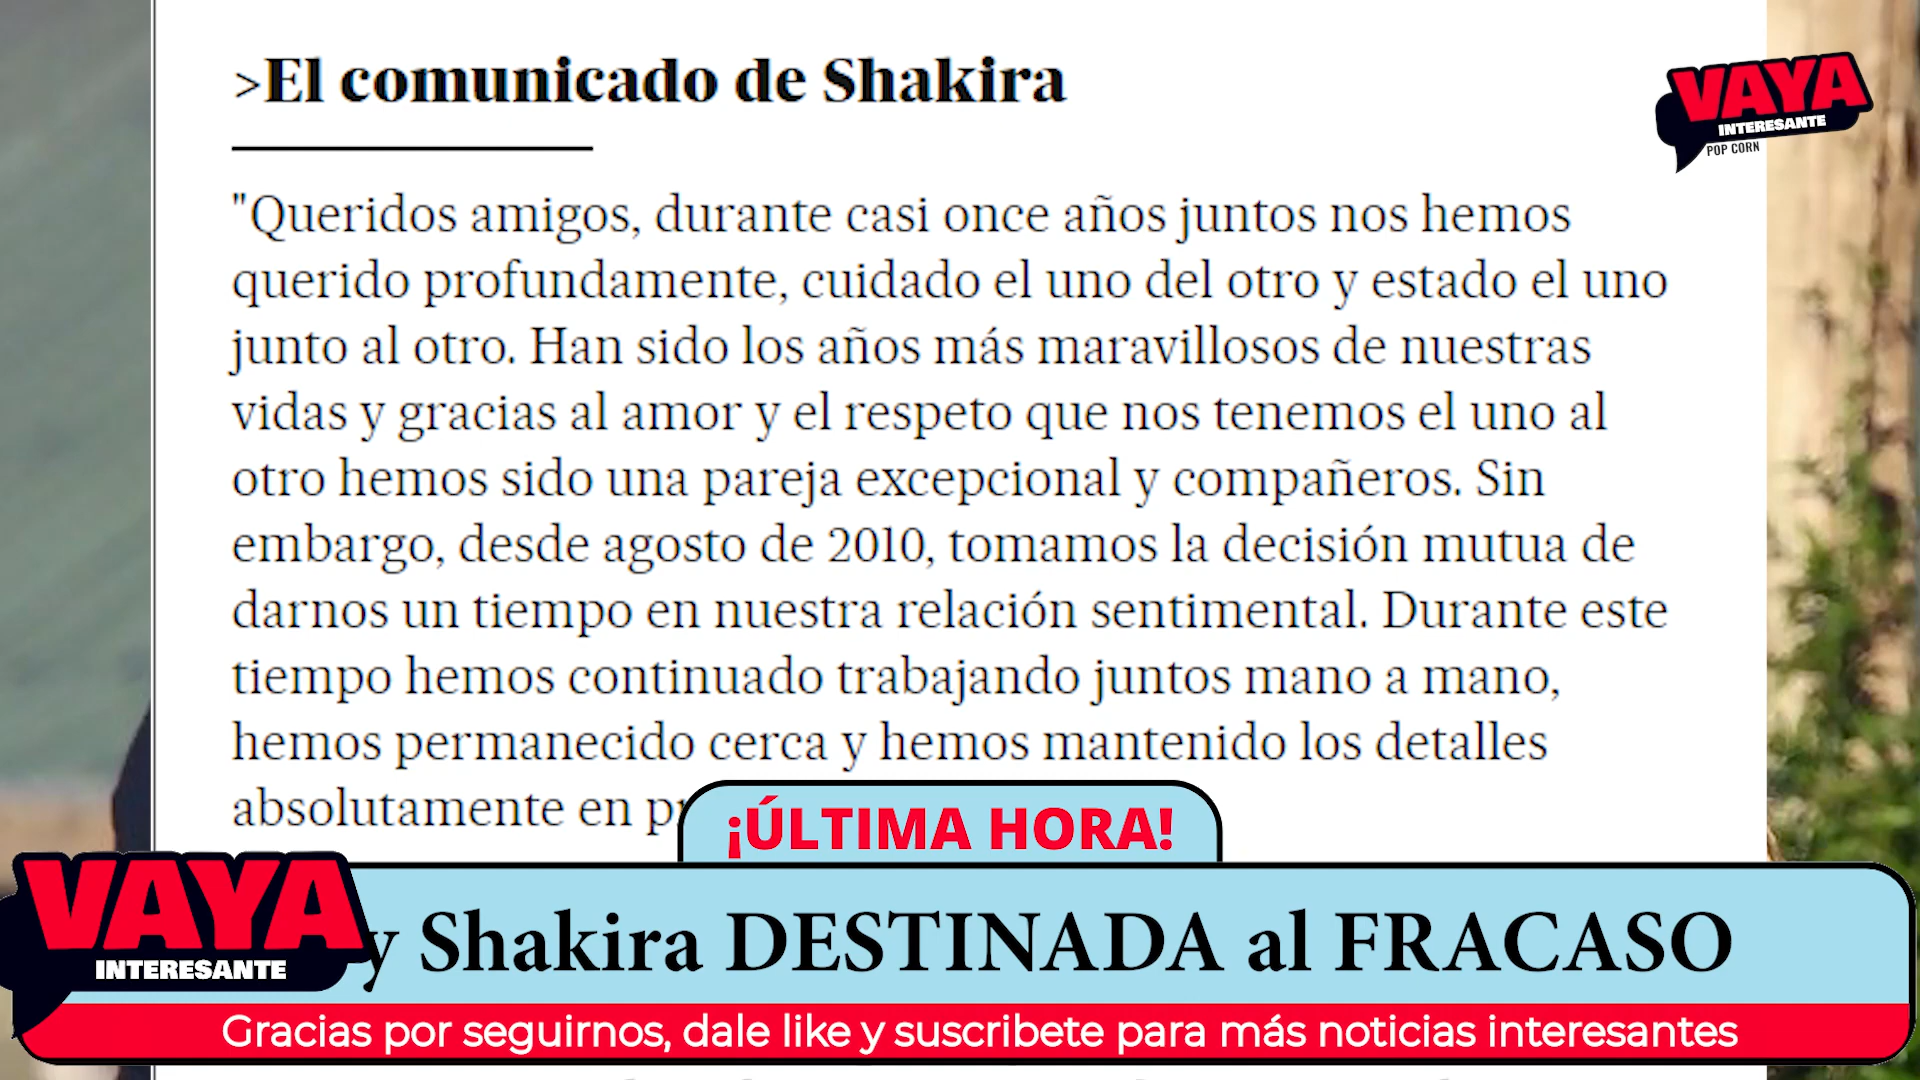 >El comunicado de Shakira
VAYA
INTERESANTE
POP CORN
"Queridos amigos, durante casi once años juntos nos hemos
querido profundamente, cuidado el uno del otro y estado el uno
junto al otro. Han sido los años más maravillosos de nuestras
vidas y gracias al amor y el respeto que nos tenemos el uno al
otro hemos sido una pareja excepcional y compañeros. Sin
embargo, desde agosto de 2010, tomamos la decisión mutua de
darnos un tiempo en nuestra relación sentimental. Durante este
tiempo hemos continuado trabajando juntos mano a mano,
hemos permanecido cerca y hemos mantenido los detalles
absolutamente en
¡ÚLTIMA HORA!
VAYA
INTERESANTE
y Shakira DESTINADA al FRACASO
Gracias por seguirnos, dale like y suscribete para más noticias interesantes